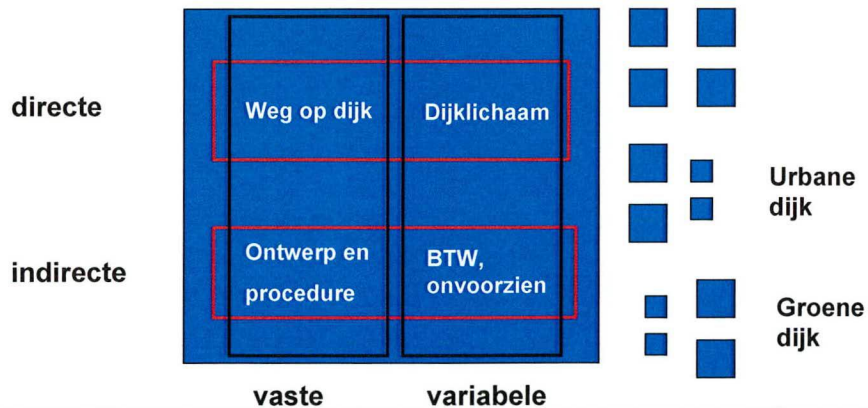 directe
Weg op dijk
Dijklichaam
Urbane
dijk
indirecte
Ontwerp en
procedure
BTW,
onvoorzien
Groene
dijk
vaste
variabele